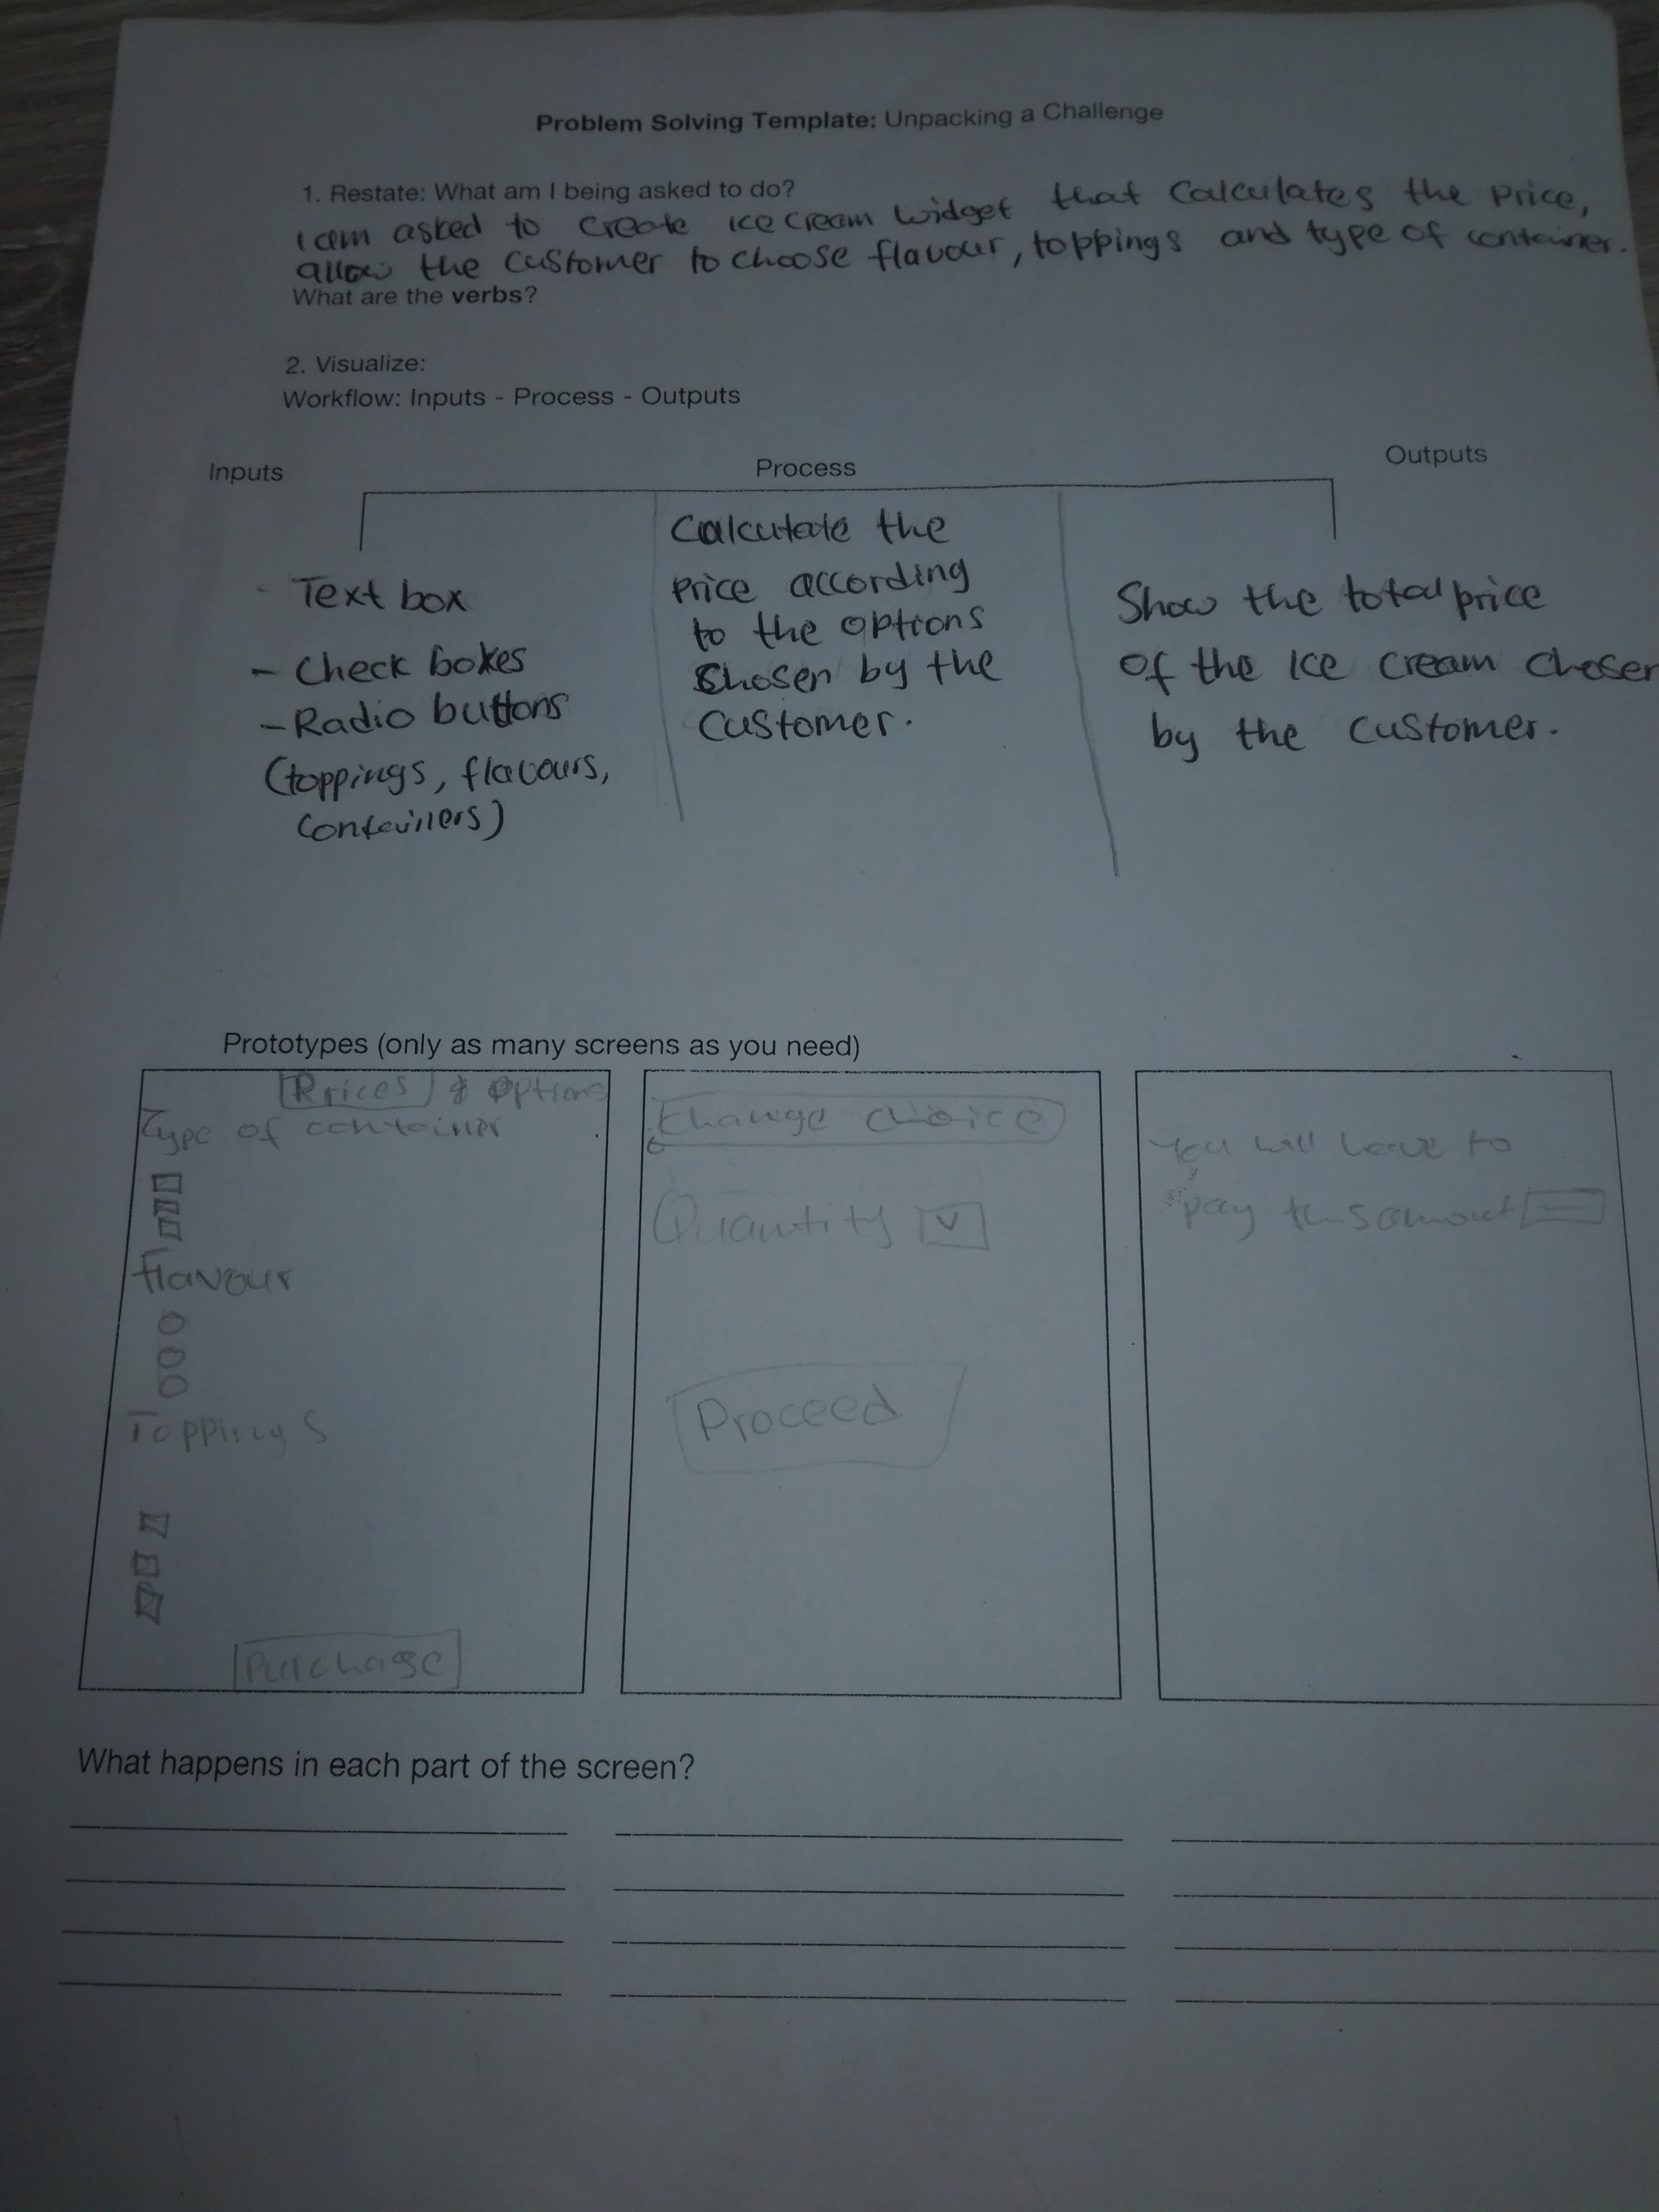 Problem Solving Template: Unpacking a Challenge
1. Restate: What am I being asked to do?
I am asked to create ice cream widget that calculates the price,
allow the customer to choose flavour, toppings and type of container.
What are the verbs?
2. Visualize:
Workflow: Inputs - Process - Outputs
Inputs
Process
Outputs
- Text box
- Check boxes
- Radio buttons
(toppings, flavours,
containers)
Calculate the
price according
to the options
chosen by the
customer.
Show the total price
of the ice cream chosen
by the customer.
Prototypes (only as many screens as you need)
Prices & options
Type of container
Flavour
Toppings
Purchase
Change choice
Quantity
Proceed
You will have to
pay this amount
What happens in each part of the screen?